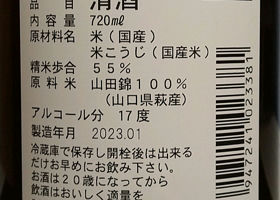 品目 清酒
内容量 720ml
原材料名 米(国産)
米こうじ(国産米)
精米歩合 55%
原料米 山田錦100%
(山口県萩産)
アルコール分 17度
製造年月 2023.01
冷蔵庫で保存し開栓後は出来る
だけお早めにお飲み下さい。
お酒は20歳になってから
飲酒はおいしく適量を